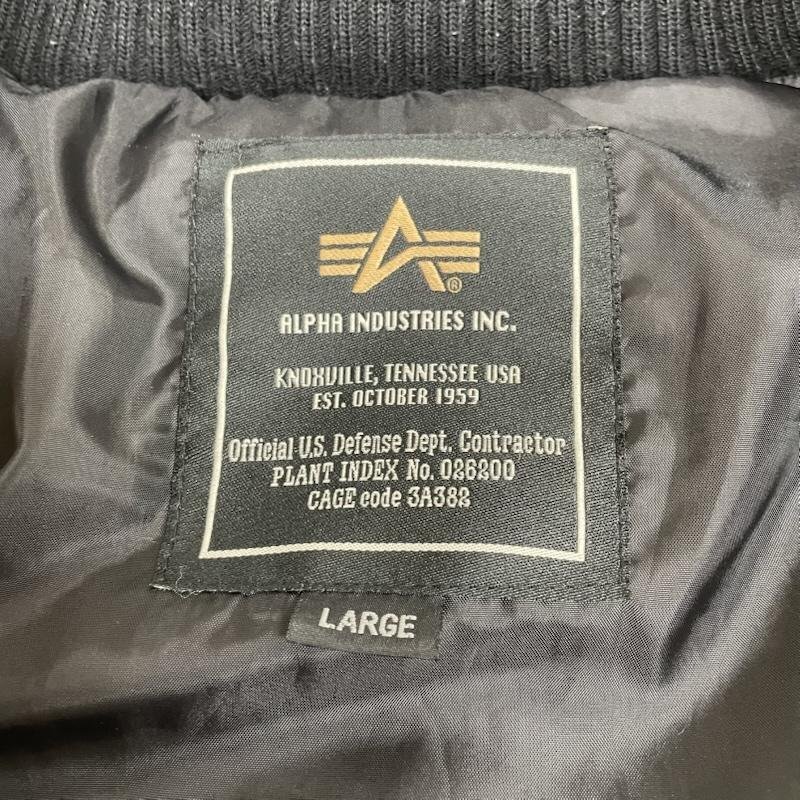 ®
ALPHA INDUSTRIES INC.
KNOXVILLE, TENNESSEE USA
EST. OCTOBER 1959
Official U.S. Defense Dept. Contractor
PLANT INDEX No. 026200
CAGE code 3A382
LARGE